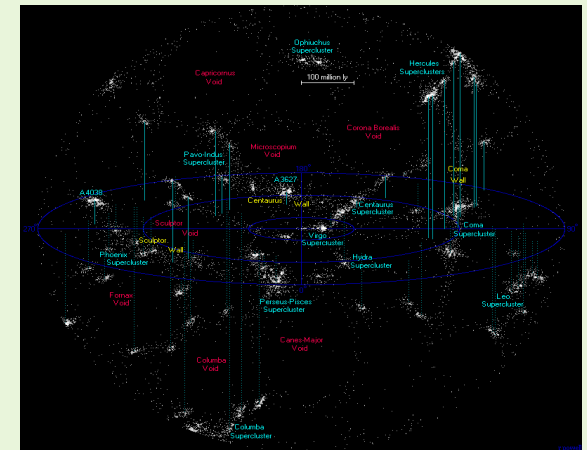 Ophiuchus
Supercluster
Hercules
Superclusters
Capricornus
Void
100 million ly
Corona Borealis
Void
Microscopium
Void
Pavo-Indus
Supercluster
Coma
Wall
A3627
A4038
Centaurus
Wall
Centaurus
Supercluster
Sculptor
Void
Virgo
Supercluster
Coma
Supercluster
Sculptor
Wall
Phoenix
Supercluster
Hydra
Supercluster
Perseus-Pisces
Supercluster
Leo
Supercluster
Fornax
Void
Canes-Major
Void
Columba
Void
Columba
Supercluster